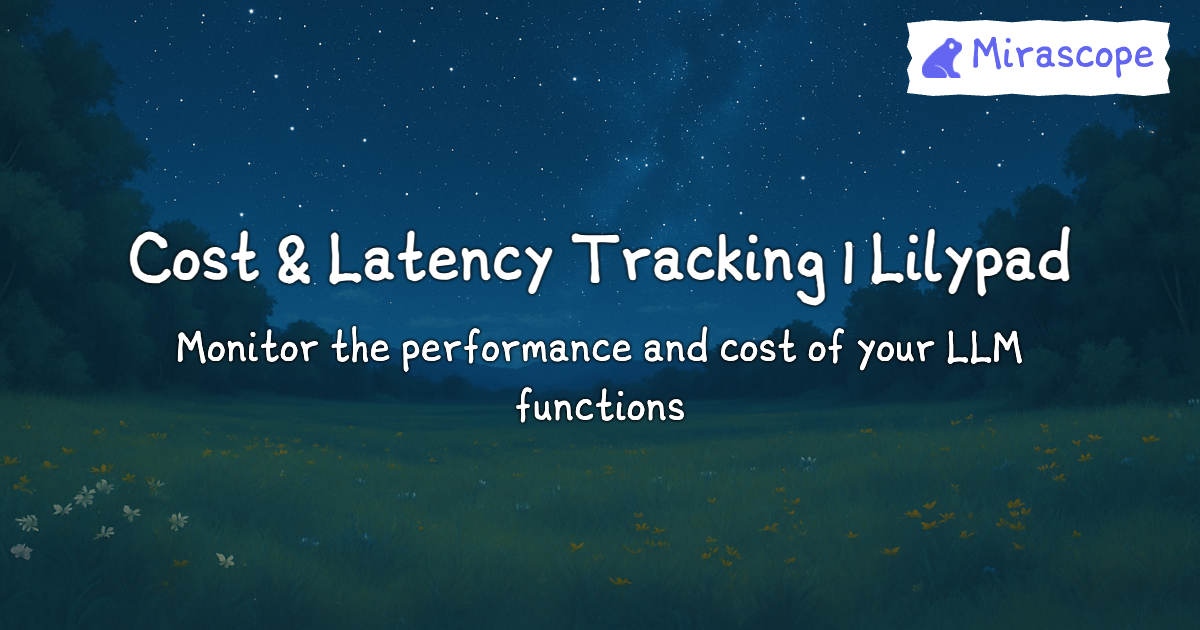 Mirascope
Cost & Latency Tracking | Lilypad
Monitor the performance and cost of your LLM
functions